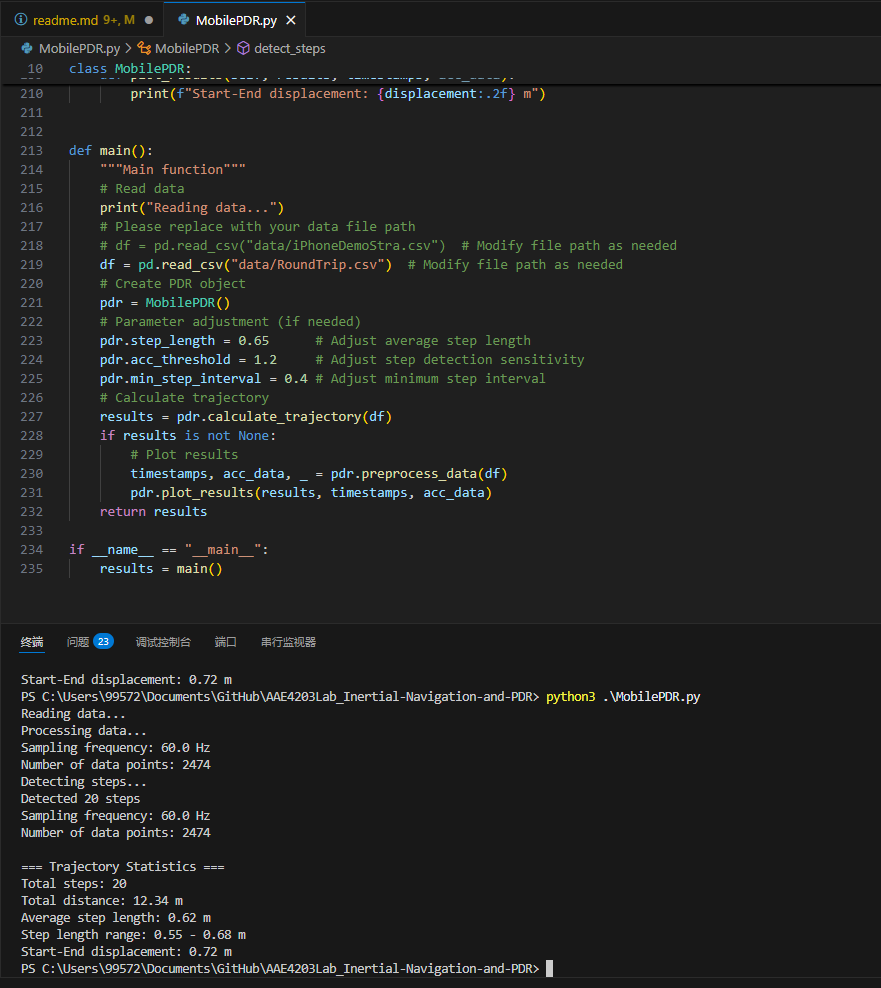 readme.md 9+, M ● MobilePDR.py ×
MobilePDR.py > MobilePDR > detect_steps
10 class MobilePDR:
210 print(f"Start-End displacement: {displacement:.2f} m")
211
212
213 def main():
214 """Main function"""
215 # Read data
216 print("Reading data...")
217 # Please replace with your data file path
218 # df = pd.read_csv("data/iPhoneDemoStra.csv")  # Modify file path as needed
219 df = pd.read_csv("data/RoundTrip.csv")  # Modify file path as needed
220 # Create PDR object
221 pdr = MobilePDR()
222 # Parameter adjustment (if needed)
223 pdr.step_length = 0.65      # Adjust average step length
224 pdr.acc_threshold = 1.2     # Adjust step detection sensitivity
225 pdr.min_step_interval = 0.4 # Adjust minimum step interval
226 # Calculate trajectory
227 results = pdr.calculate_trajectory(df)
228 if results is not None:
229 # Plot results
230 timestamps, acc_data, _ = pdr.preprocess_data(df)
231 pdr.plot_results(results, timestamps, acc_data)
232 return results
233
234 if __name__ == "__main__":
235 results = main()
终端 问题 23 调试控制台 端口 串行监视器
Start-End displacement: 0.72 m
PS C:\Users\99572\Documents\GitHub\AAE4203Lab_Inertial-Navigation-and-PDR> python3 .\MobilePDR.py
Reading data...
Processing data...
Sampling frequency: 60.0 Hz
Number of data points: 2474
Detecting steps...
Detected 20 steps
Sampling frequency: 60.0 Hz
Number of data points: 2474
=== Trajectory Statistics ===
Total steps: 20
Total distance: 12.34 m
Average step length: 0.62 m
Step length range: 0.55 - 0.68 m
Start-End displacement: 0.72 m
PS C:\Users\99572\Documents\GitHub\AAE4203Lab_Inertial-Navigation-and-PDR>